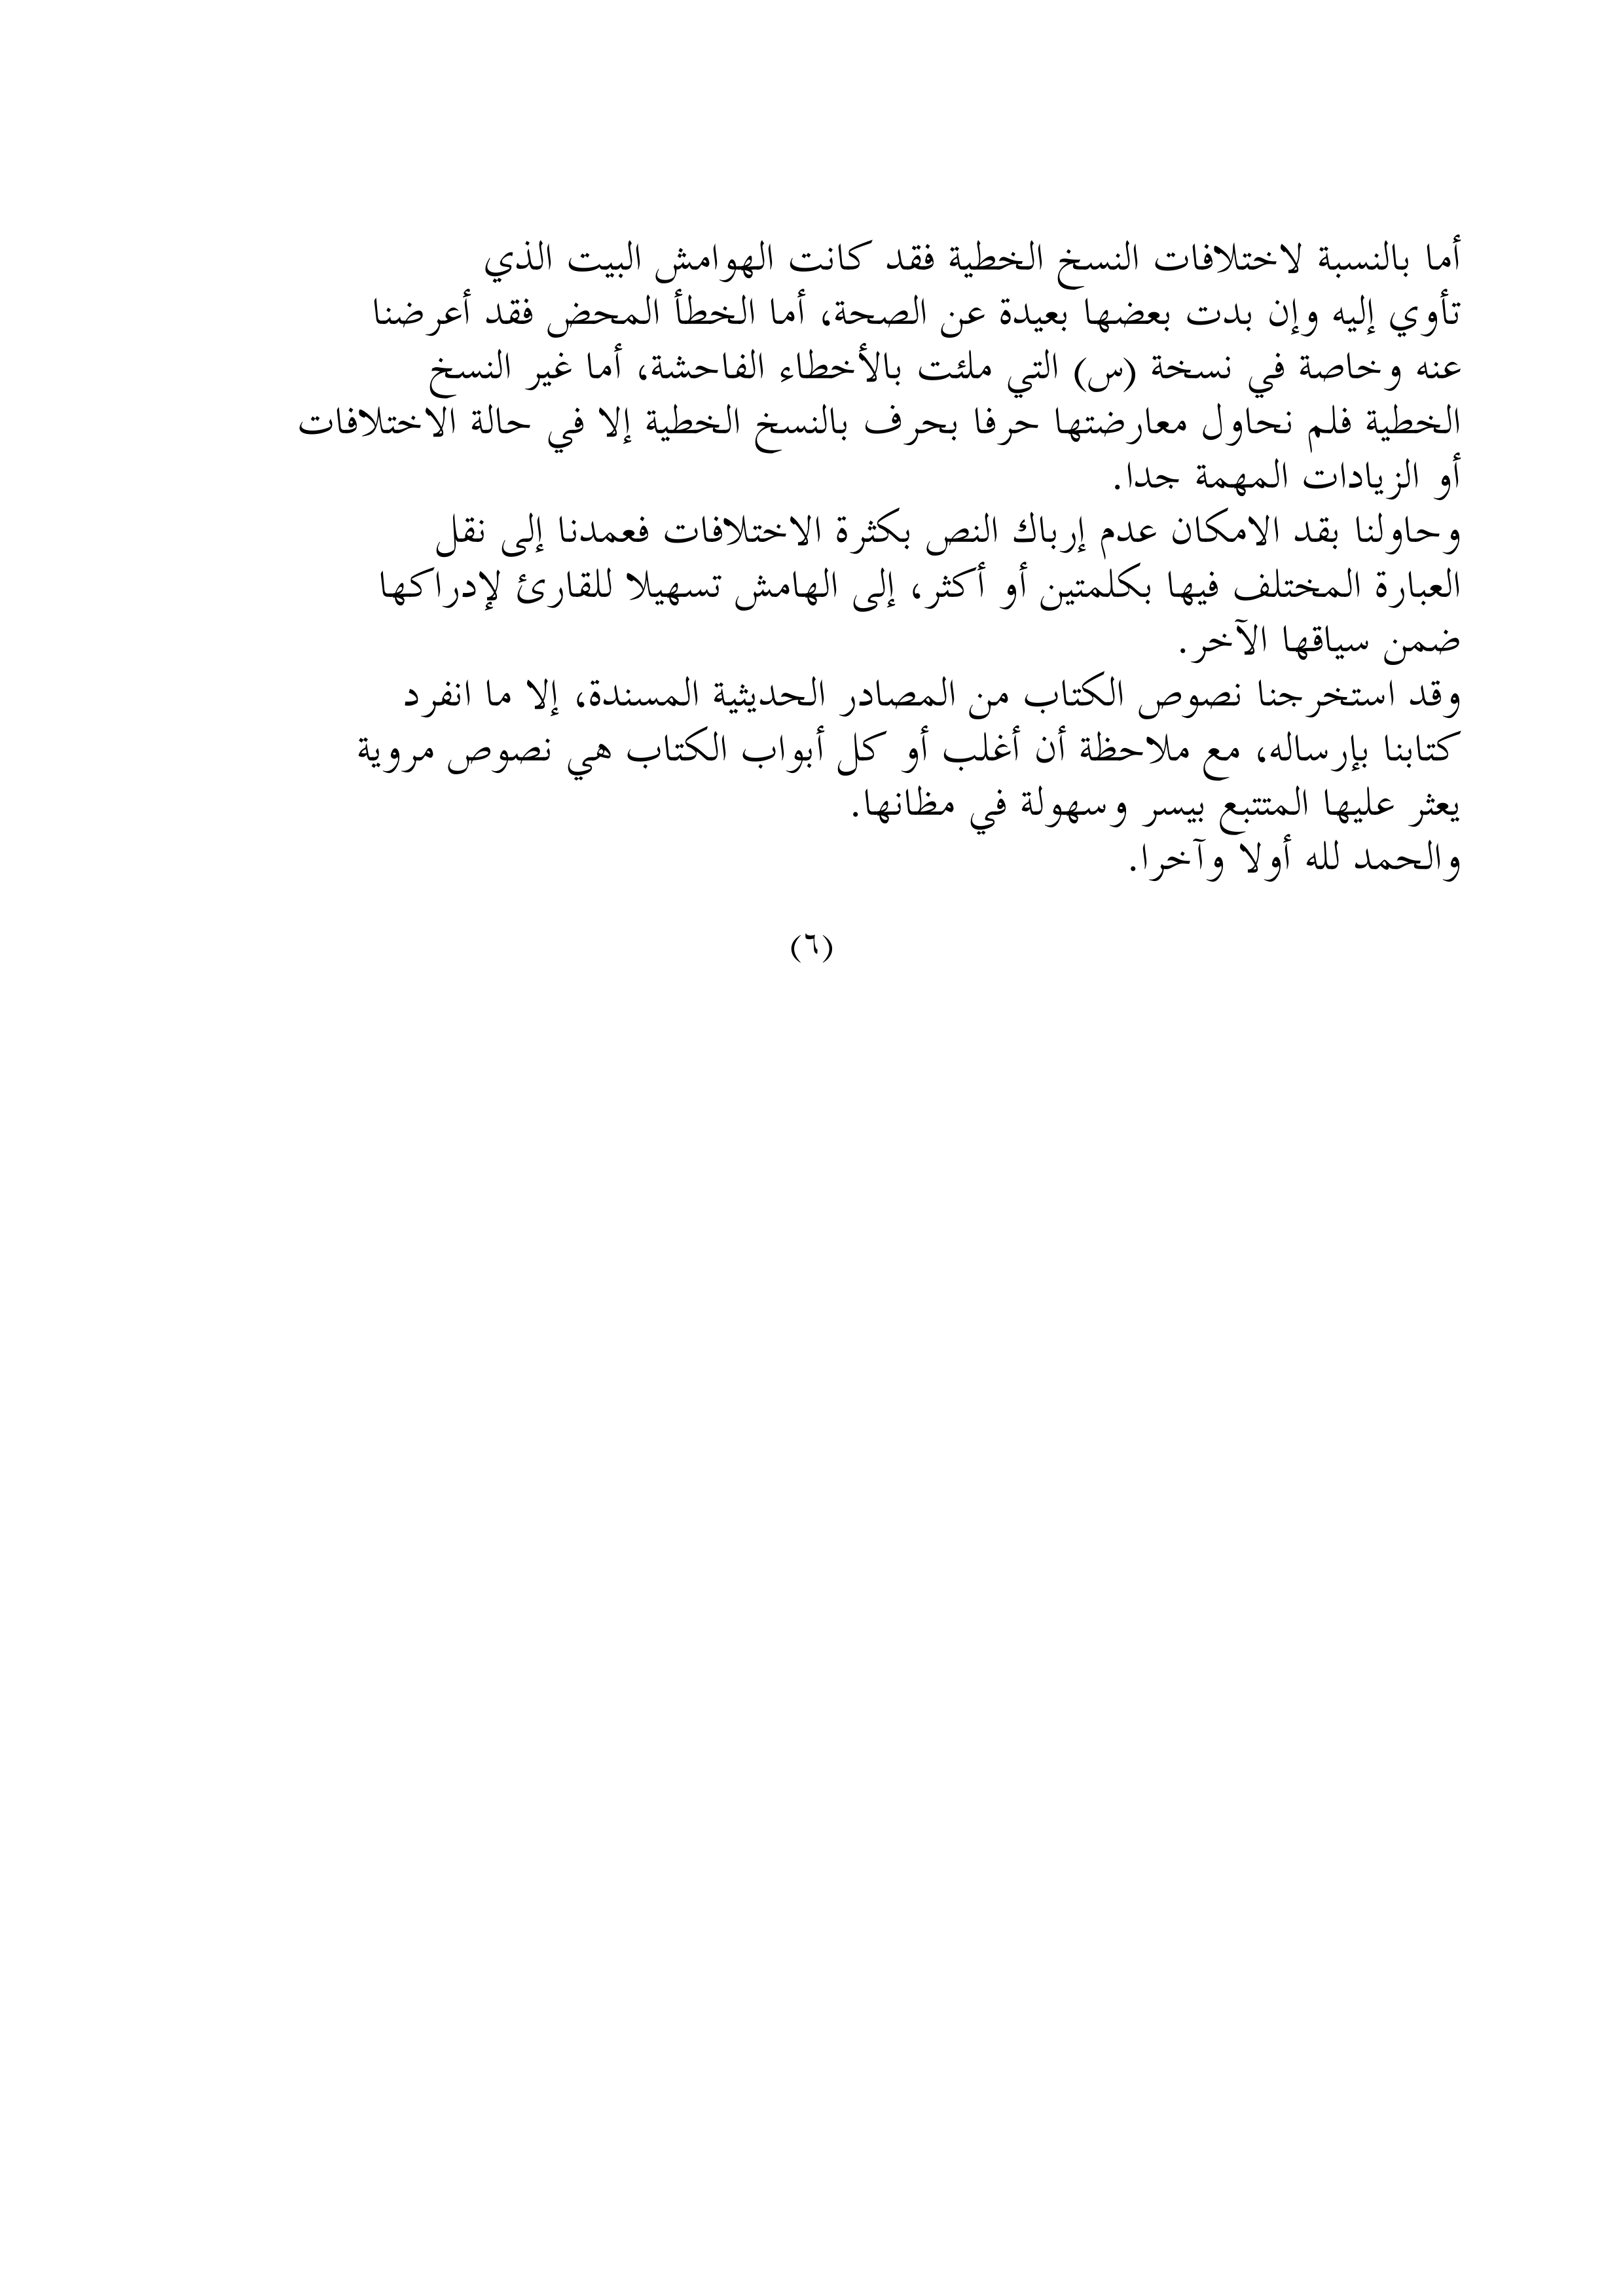 أما بالنسبة لاختلافات النسخ الخطية فقد كانت الهوامش البيت الذي
تأوي إليه وإن بدت بعضها بعيدة عن الصحة، أما الخطأ المحض فقد أعرضنا
عنه وخاصة في نسخة (س) التي ملئت بالأخطاء الفاحشة، أما غير النسخ
الخطية فلم نحاول معارضتها حرفا بحرف بالنسخ الخطية إلا في حالة الاختلافات
أو الزيادات المهمة جدا.
وحاولنا بقد الامكان عدم إرباك النص بكثرة الاختلافات فعمدنا إلى نقل
العبارة المختلف فيها بكلمتين أو أكثر، إلى الهامش تسهيلا للقارئ لإدراكها
ضمن سياقها الآخر.
وقد استخرجنا نصوص الكتاب من المصادر الحديثية المسندة، إلا ما انفرد
كتابنا بإرساله، مع ملاحظة أن أغلب أو كل أبواب الكتاب هي نصوص مروية
يعثر عليها المتتبع بيسر وسهولة في مظانها.
والحمد لله أولا وآخرا.
(٦)